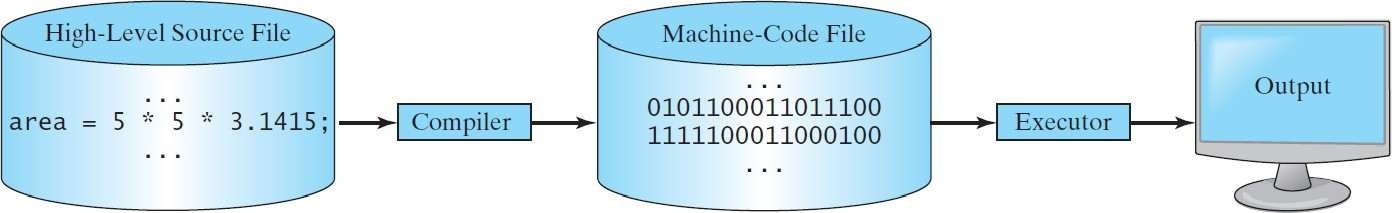 High-Level Source File
...
area = 5 * 5 * 3.1415;
...
Compiler
Machine-Code File
...
0101100011011100
1111100011000100
...
Executor
Output